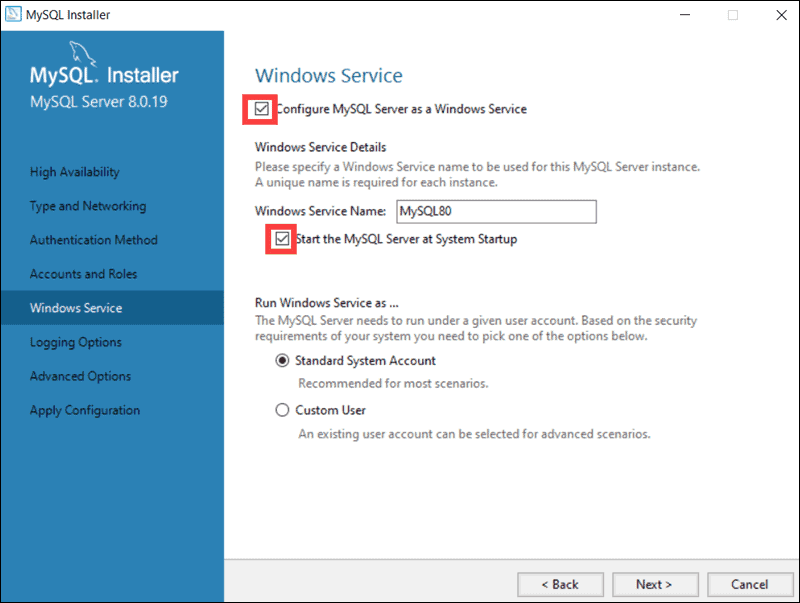 MySQL Installer
MySQL. Installer
MySQL Server 8.0.19
High Availability
Type and Networking
Authentication Method
Accounts and Roles
Windows Service
Logging Options
Advanced Options
Apply Configuration
Windows Service
Configure MySQL Server as a Windows Service
Windows Service Details
Please specify a Windows Service name to be used for this MySQL Server instance.
A unique name is required for each instance.
Windows Service Name: MySQL80
Start the MySQL Server at System Startup
Run Windows Service as ...
The MySQL Server needs to run under a given user account. Based on the security
requirements of your system you need to pick one of the options below.
Standard System Account
Recommended for most scenarios.
Custom User
An existing user account can be selected for advanced scenarios.
< Back Next > Cancel